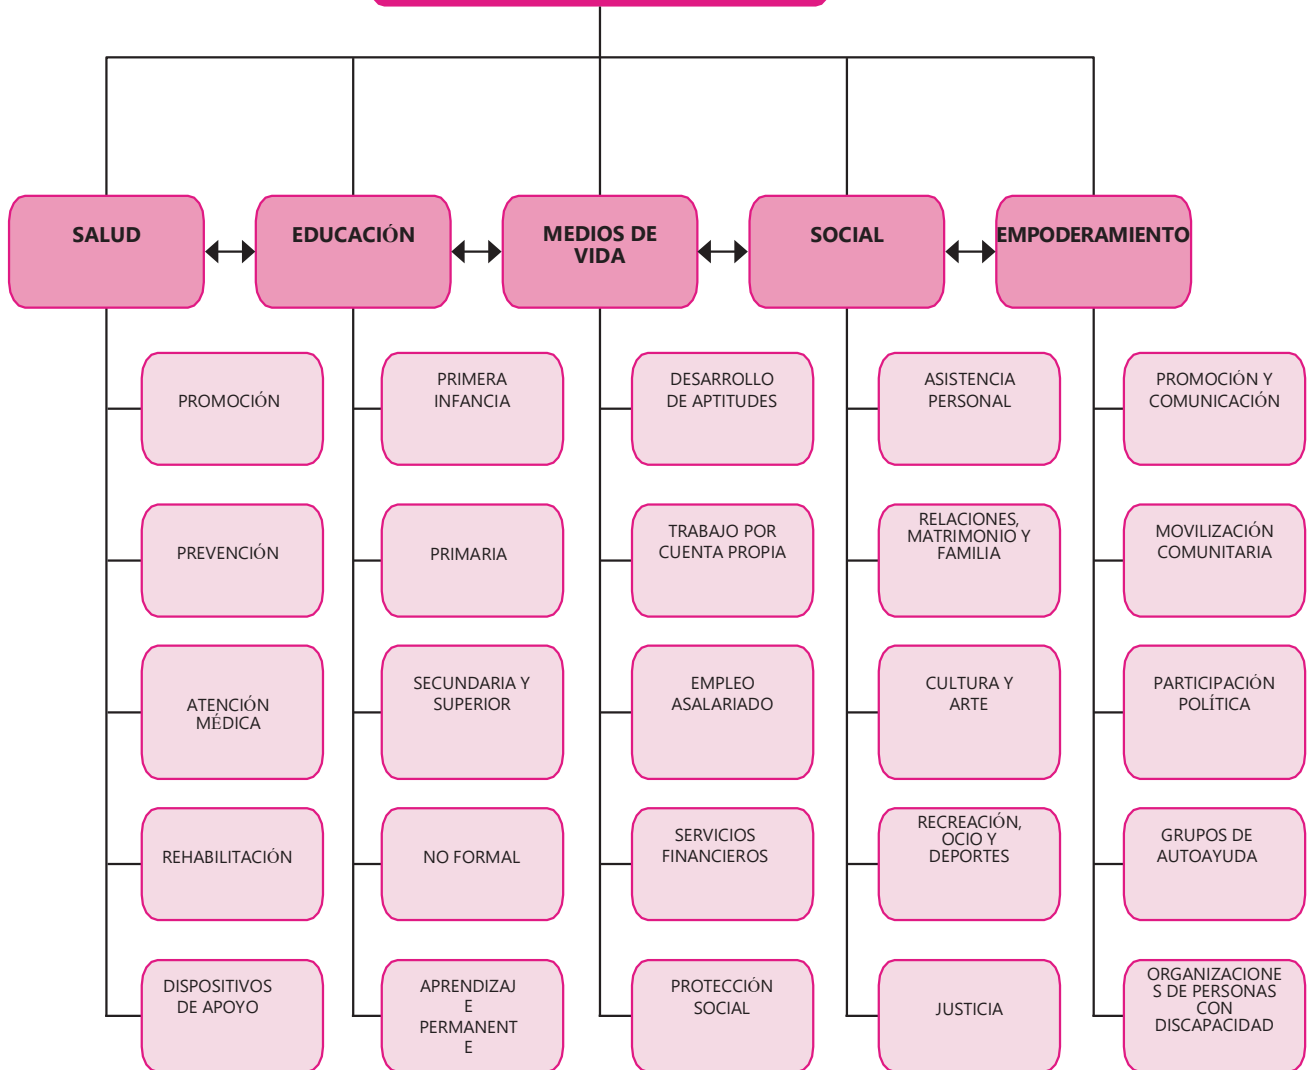 SALUD
EDUCACIÓN
MEDIOS DE
VIDA
SOCIAL
EMPODERAMIENTO
PROMOCIÓN
PRIMERA
INFANCIA
DESARROLLO
DE APTITUDES
ASISTENCIA
PERSONAL
PROMOCIÓN Y
COMUNICACIÓN
PREVENCIÓN
PRIMARIA
TRABAJO POR
CUENTA PROPIA
RELACIONES,
MATRIMONIO Y
FAMILIA
MOVILIZACIÓN
COMUNITARIA
ATENCIÓN
MÉDICA
SECUNDARIA Y
SUPERIOR
EMPLEO
ASALARIADO
CULTURA Y
ARTE
PARTICIPACIÓN
POLÍTICA
REHABILITACIÓN
NO FORMAL
SERVICIOS
FINANCIEROS
RECREACIÓN,
OCIO Y
DEPORTES
GRUPOS DE
AUTOAYUDA
DISPOSITIVOS
DE APOYO
APRENDIZAJ
E
PERMANENT
E
PROTECCIÓN
SOCIAL
JUSTICIA
ORGANIZACIONE
S DE PERSONAS
CON
DISCAPACIDAD